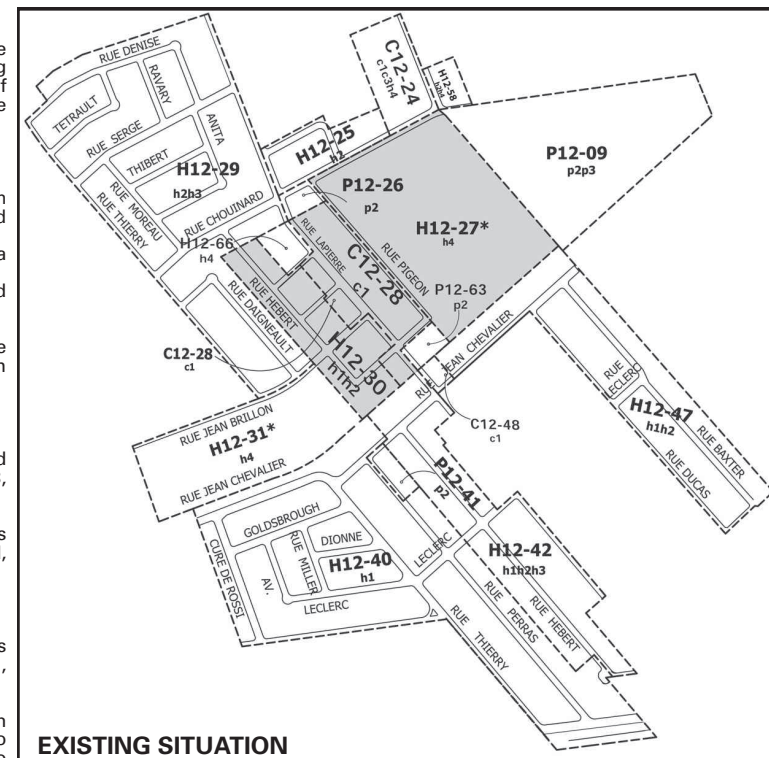 RUE DENISE
TETRAULT
RAVARY
RUE SERGE
ANITA
THIBERT
H12-29
h2h3
RUE MOREAU
RUE THIERRY
RUE CHOUINARD
C12-24
c1c3h4
H12-58
H12-25
h2
P12-09
p2p3
P12-26
p2
H12-27*
h4
H12-66
h4
RUE LAPIERRE
C12-28
c1
RUE PIGEON
P12-63
p2
RUE HEBERT
RUE DAIGNEAULT
C12-28
c1
H12-30
h1h2
RUE JEAN CHEVALIER
C12-48
c1
RUE LECLERC
H12-47
h1h2
RUE BAXTER
RUE DUCAS
RUE JEAN BRILLON
H12-31*
h4
RUE JEAN CHEVALIER
P12-41
p2
GOLDSBROUGH
DIONNE
CURE DE ROSSI
AV.
RUE MILLER
H12-40
h1
LECLERC
LECLERC
H12-42
h1h2h3
RUE HEBERT
RUE PERRAS
RUE THIERRY
EXISTING SITUATION